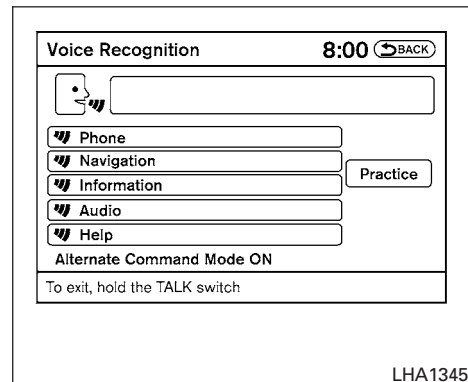 Voice Recognition 8:00 BACK
Phone
Navigation
Information
Practice
Audio
Help
Alternate Command Mode ON
To exit, hold the TALK switch
LHA1345